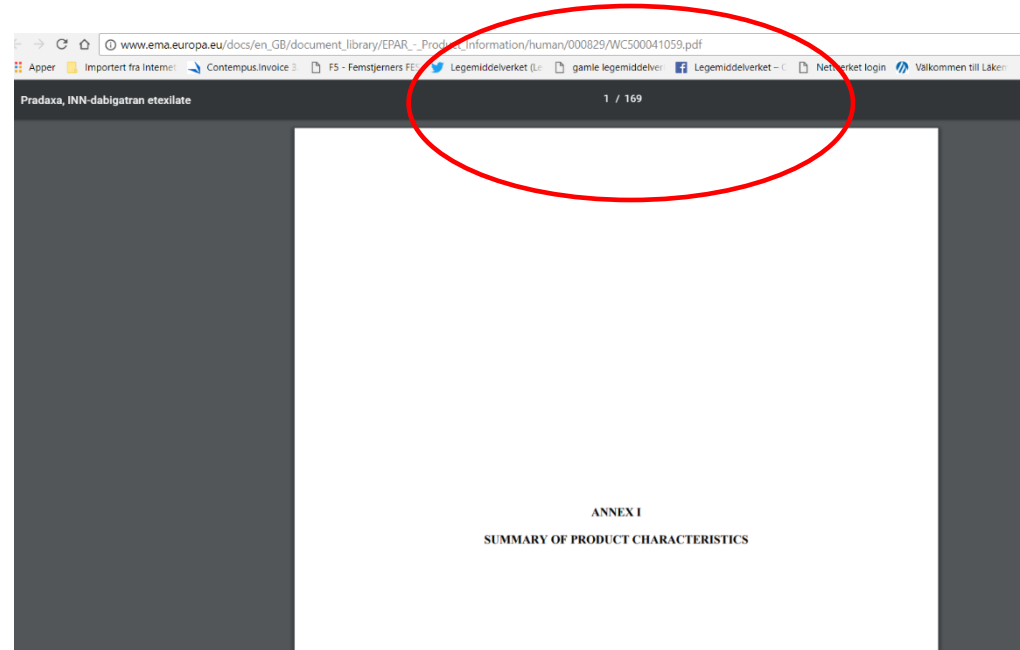 www.ema.europa.eu/docs/en_GB/document_library/EPAR_-_Product_Information/human/000829/WC500041059.pdf
Apper Importert fra Internet Contempus.Invoice 3 F5 - Femstjerners FES Legemiddelverket (Le gamle legemiddelver Legemiddelverket – Nettverket login Välkommen till Läkem
Pradaxa, INN-dabigatran etexilate 1 / 169
ANNEX I
SUMMARY OF PRODUCT CHARACTERISTICS